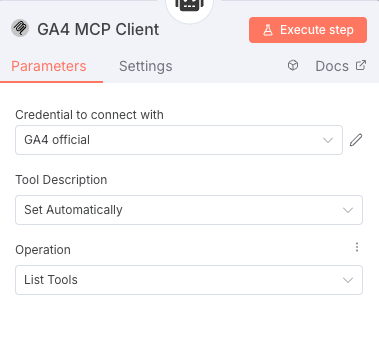 GA4 MCP Client
Execute step
Parameters
Settings
Docs
Credential to connect with
GA4 official
Tool Description
Set Automatically
Operation
List Tools